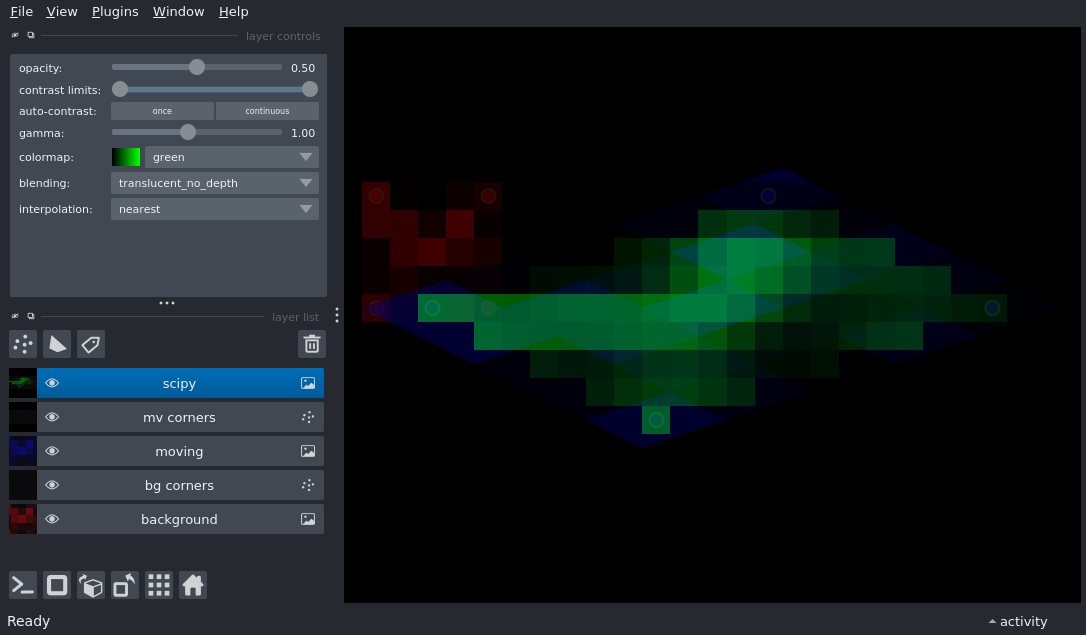 File View Plugins Window Help
layer controls
opacity: 0.50
contrast limits:
auto-contrast: once continuous
gamma: 1.00
colormap: green
blending: translucent_no_depth
interpolation: nearest
layer list
scipy
mv corners
moving
bg corners
background
Ready
activity